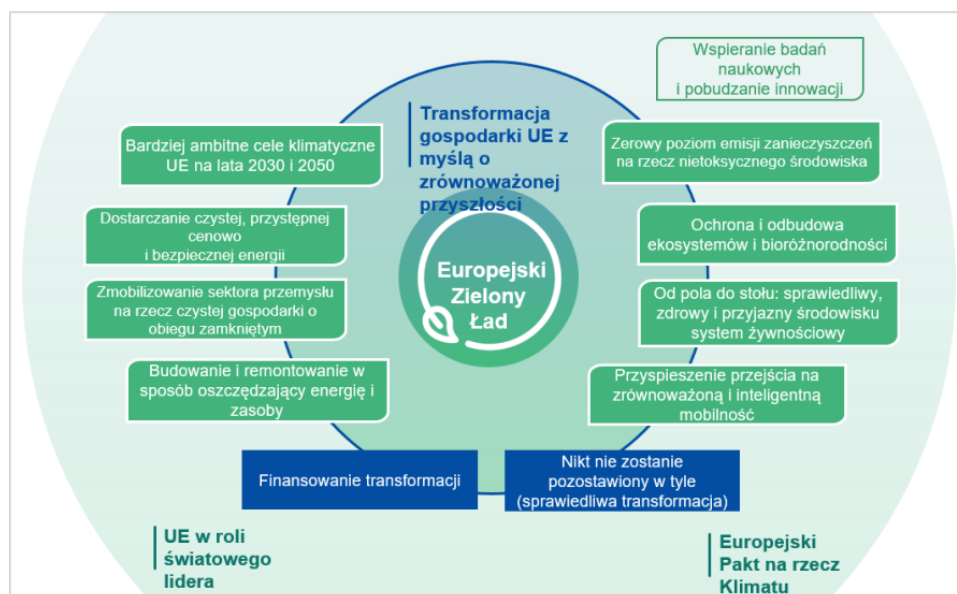 Wspieranie badań
naukowych
i pobudzanie innowacji
Transformacja
gospodarki UE z
myślą o
zrównoważonej
przyszłości
Bardziej ambitne cele klimatyczne
UE na lata 2030 i 2050
Zerowy poziom emisji zanieczyszczeń
na rzecz nietoksycznego środowiska
Dostarczanie czystej, przystępnej
cenowo
i bezpiecznej energii
Ochrona i odbudowa
ekosystemów i bioróżnorodności
Europejski
Zielony
Ład
Zmobilizowanie sektora przemysłu
na rzecz czystej gospodarki o
obiegu zamkniętym
Od pola do stołu: sprawiedliwy,
zdrowy i przyjazny środowisku
system żywnościowy
Budowanie i remontowanie w
sposób oszczędzający energię i
zasoby
Przyspieszenie przejścia na
zrównoważoną i inteligentną
mobilność
Finansowanie transformacji
Nikt nie zostanie
pozostawiony w tyle
(sprawiedliwa transformacja)
UE w roli
światowego
lidera
Europejski
Pakt na rzecz
Klimatu